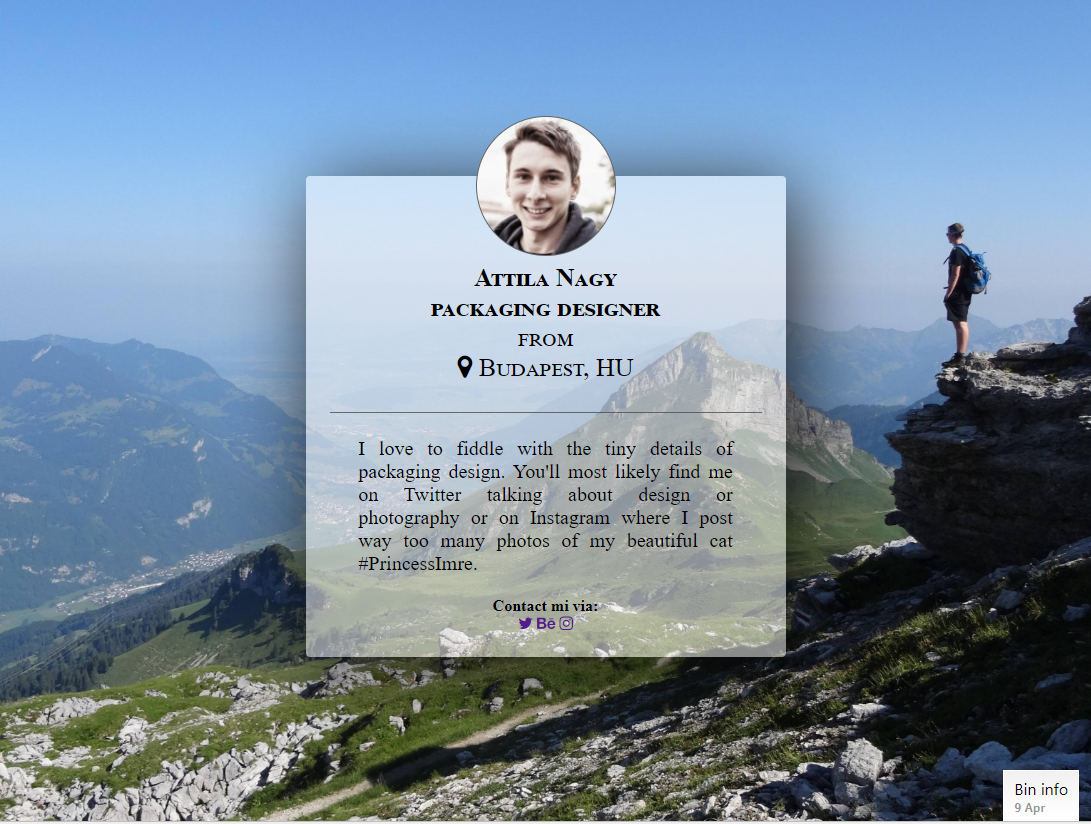 Attila Nagy
packaging designer
from
Budapest, HU
I love to fiddle with the tiny details of
packaging design. You'll most likely find me
on Twitter talking about design or
photography or on Instagram where I post
way too many photos of my beautiful cat
#PrincessImre.
Contact mi via:
Bē
Bin info
9 Apr